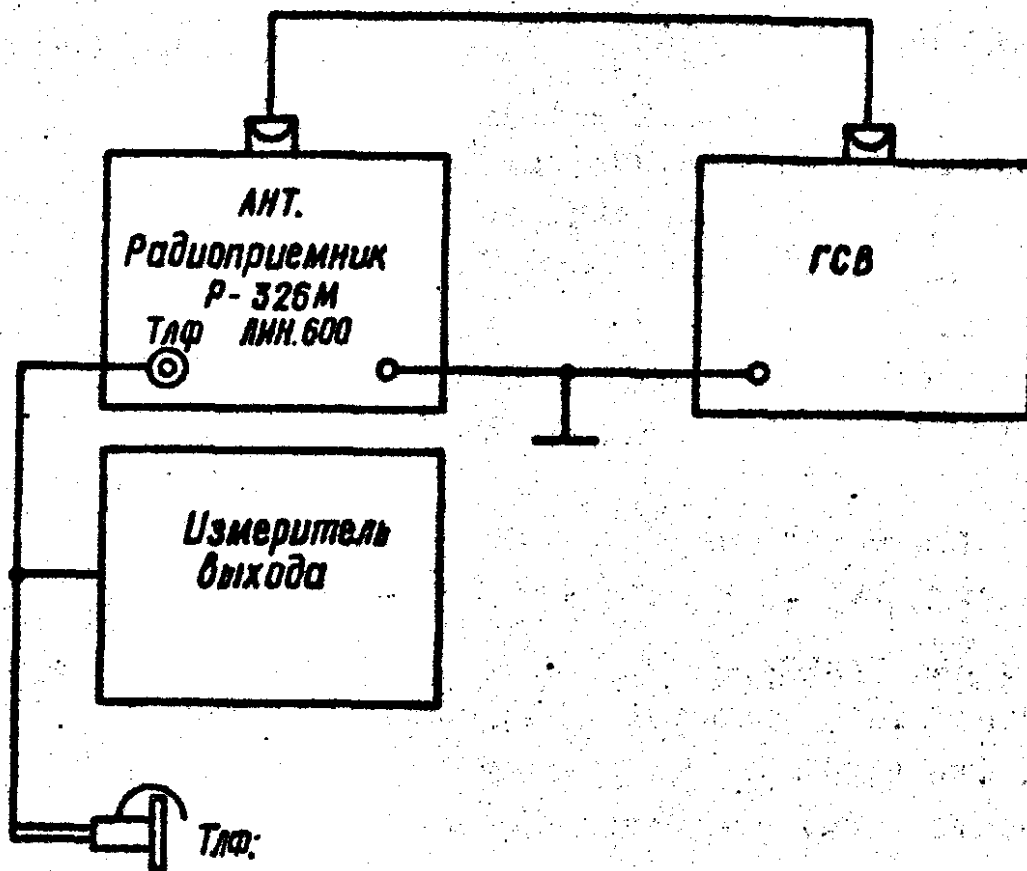 АНТ.
Радиоприемник
Р-326М
Тлф ЛИН.600
ГСВ
Измеритель
выхода
Тлф: